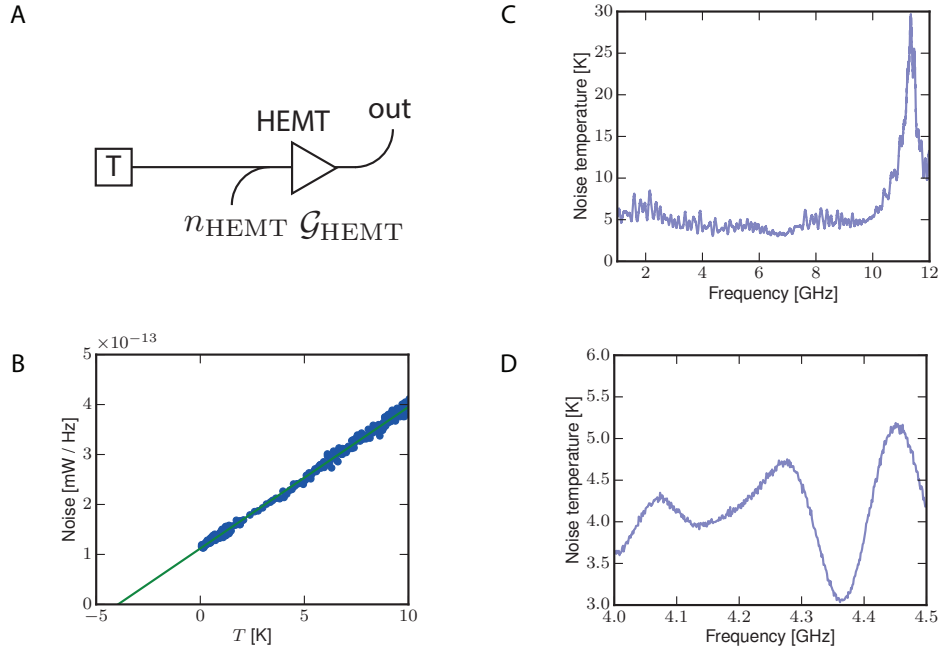 A
T
HEMT
out
n_HEMT 𝒢_HEMT
B
×10⁻¹³
5
4
3
2
1
0
Noise [mW / Hz]
−5 0 5 10
T [K]
C
30
25
20
15
10
5
0
Noise temperature [K]
2 4 6 8 10 12
Frequency [GHz]
D
6.0
5.5
5.0
4.5
4.0
3.5
3.0
Noise temperature [K]
4.0 4.1 4.2 4.3 4.4 4.5
Frequency [GHz]